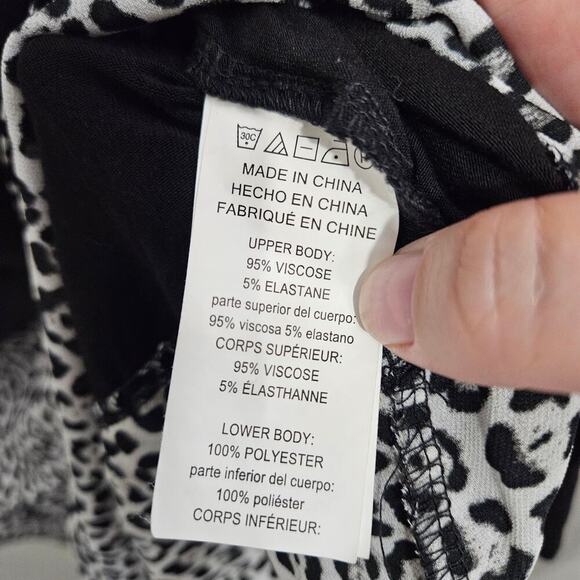 30C
MADE IN CHINA
HECHO EN CHINA
FABRIQUÉ EN CHINE
UPPER BODY:
95% VISCOSE
5% ELASTANE
parte superior del cuerpo:
95% viscosa 5% elastano
CORPS SUPÉRIEUR:
95% VISCOSE
5% ÉLASTHANNE
LOWER BODY:
100% POLYESTER
parte inferior del cuerpo:
100% poliéster
CORPS INFÉRIEUR: